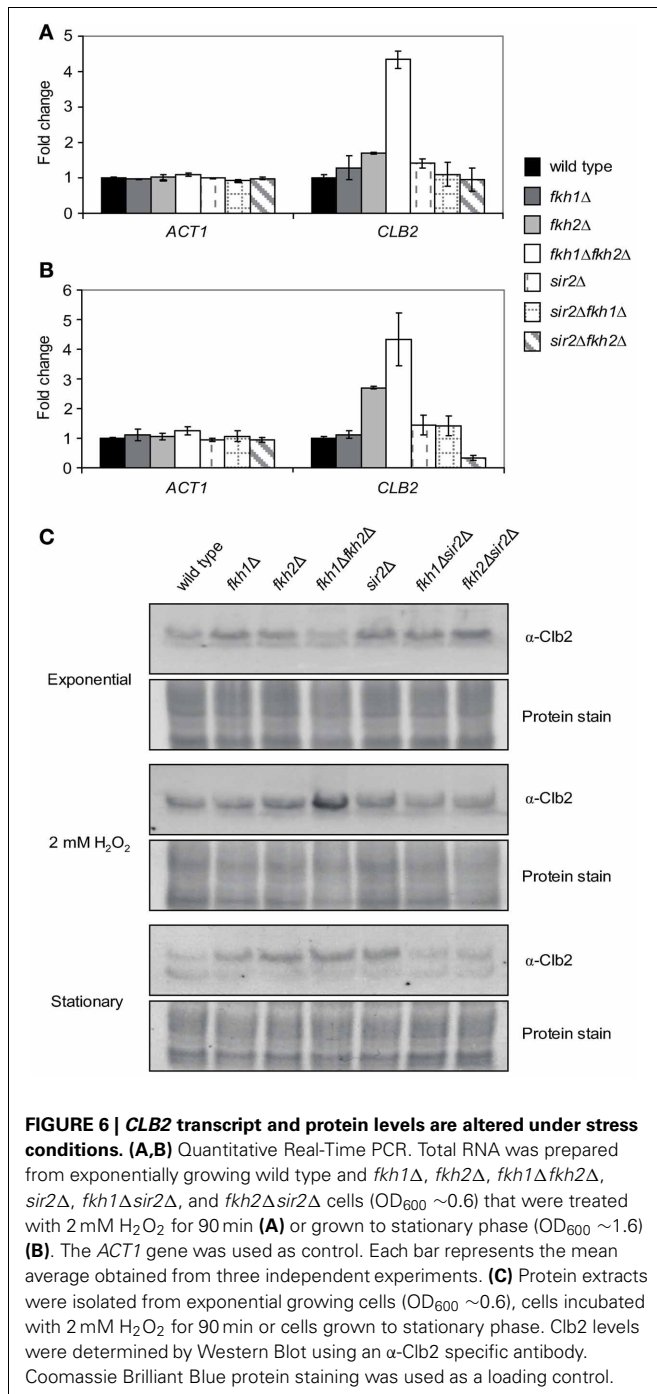 A
5
4
3
2
1
0
Fold change
ACT1
CLB2
wild type
fkh1Δ
fkh2Δ
fkh1Δfkh2Δ
sir2Δ
sir2Δfkh1Δ
sir2Δfkh2Δ
B
6
5
4
3
2
1
0
Fold change
ACT1
CLB2
C
wild type
fkh1Δ
fkh2Δ
fkh1Δfkh2Δ
sir2Δ
fkh1Δsir2Δ
fkh2Δsir2Δ
Exponential
α-Clb2
Protein stain
2 mM H₂O₂
α-Clb2
Protein stain
Stationary
α-Clb2
Protein stain
FIGURE 6 | CLB2 transcript and protein levels are altered under stress
conditions. (A,B) Quantitative Real-Time PCR. Total RNA was prepared
from exponentially growing wild type and fkh1Δ, fkh2Δ, fkh1Δfkh2Δ,
sir2Δ, fkh1Δsir2Δ, and fkh2Δsir2Δ cells (OD₆₀₀ ∼0.6) that were treated
with 2 mM H₂O₂ for 90 min (A) or grown to stationary phase (OD₆₀₀ ∼1.6)
(B). The ACT1 gene was used as control. Each bar represents the mean
average obtained from three independent experiments. (C) Protein extracts
were isolated from exponential growing cells (OD₆₀₀ ∼0.6), cells incubated
with 2 mM H₂O₂ for 90 min or cells grown to stationary phase. Clb2 levels
were determined by Western Blot using an α-Clb2 specific antibody.
Coomassie Brilliant Blue protein staining was used as a loading control.